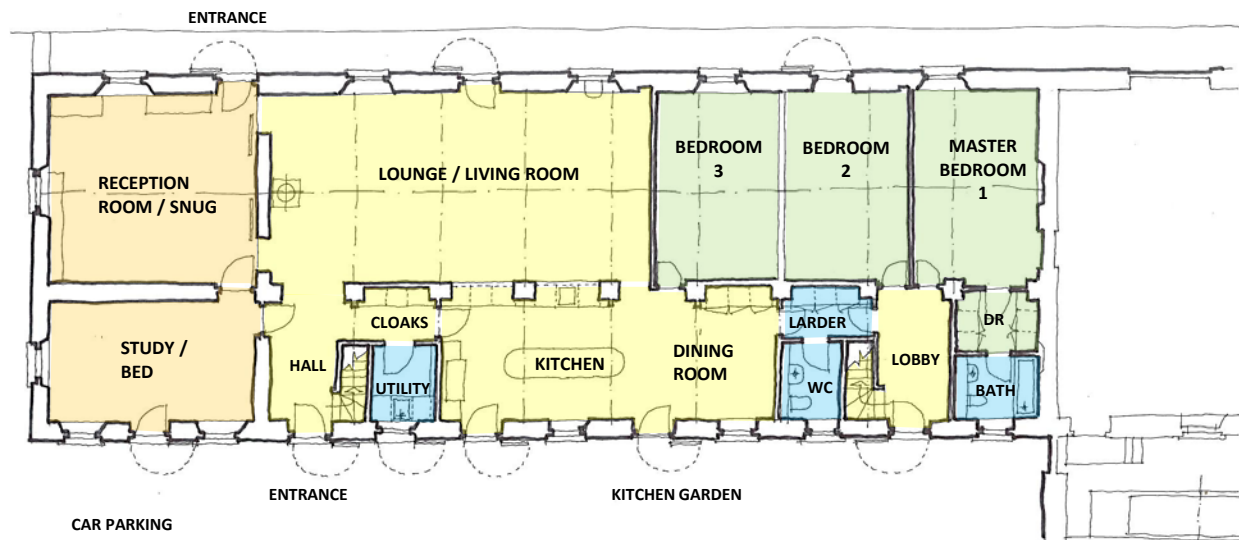 ENTRANCE
RECEPTION
ROOM / SNUG
LOUNGE / LIVING ROOM
BEDROOM
3
BEDROOM
2
MASTER
BEDROOM
1
STUDY /
BED
HALL
CLOAKS
UTILITY
KITCHEN
DINING
ROOM
LARDER
WC
LOBBY
DR
BATH
ENTRANCE
KITCHEN GARDEN
CAR PARKING